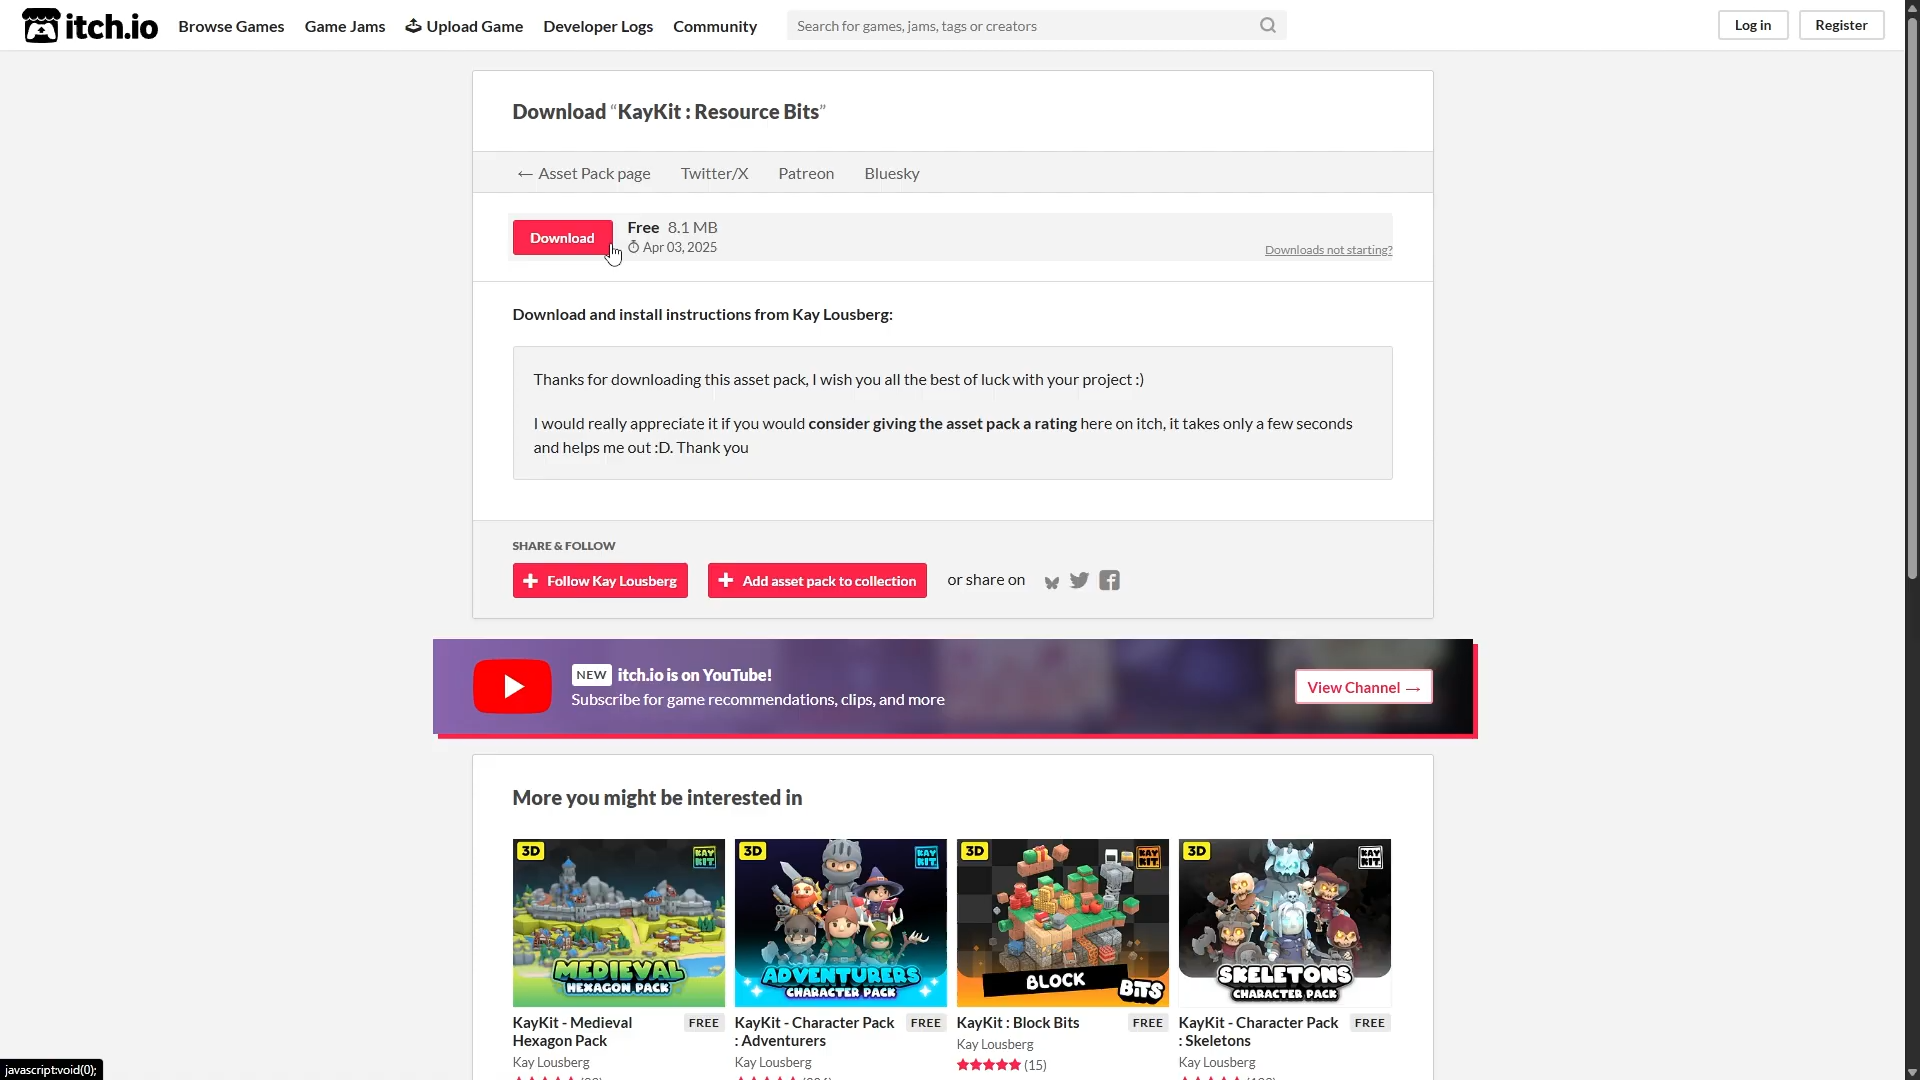 itch.io
Browse Games
Game Jams
Upload Game
Developer Logs
Community
Search for games, jams, tags or creators
Log in
Register
Download “KayKit : Resource Bits”
← Asset Pack page
Twitter/X
Patreon
Bluesky
Download
Free 8.1 MB
Apr 03, 2025
Downloads not starting?
Download and install instructions from Kay Lousberg:
Thanks for downloading this asset pack, I wish you all the best of luck with your project :)
I would really appreciate it if you would consider giving the asset pack a rating here on itch, it takes only a few seconds
and helps me out :D. Thank you
SHARE & FOLLOW
Follow Kay Lousberg
Add asset pack to collection
or share on
NEW itch.io is on YouTube!
Subscribe for game recommendations, clips, and more
View Channel →
More you might be interested in
3D
KAY KIT
MEDIEVAL
HEXAGON PACK
3D
KAY KIT
ADVENTURERS
CHARACTER PACK
3D
KAY KIT
BLOCK
BITS
3D
KAY KIT
SKELETONS
CHARACTER PACK
KayKit - Medieval
Hexagon Pack
FREE
Kay Lousberg
KayKit - Character Pack
: Adventurers
FREE
Kay Lousberg
KayKit : Block Bits
FREE
Kay Lousberg
(15)
KayKit - Character Pack
: Skeletons
FREE
Kay Lousberg
javascript:void(0);